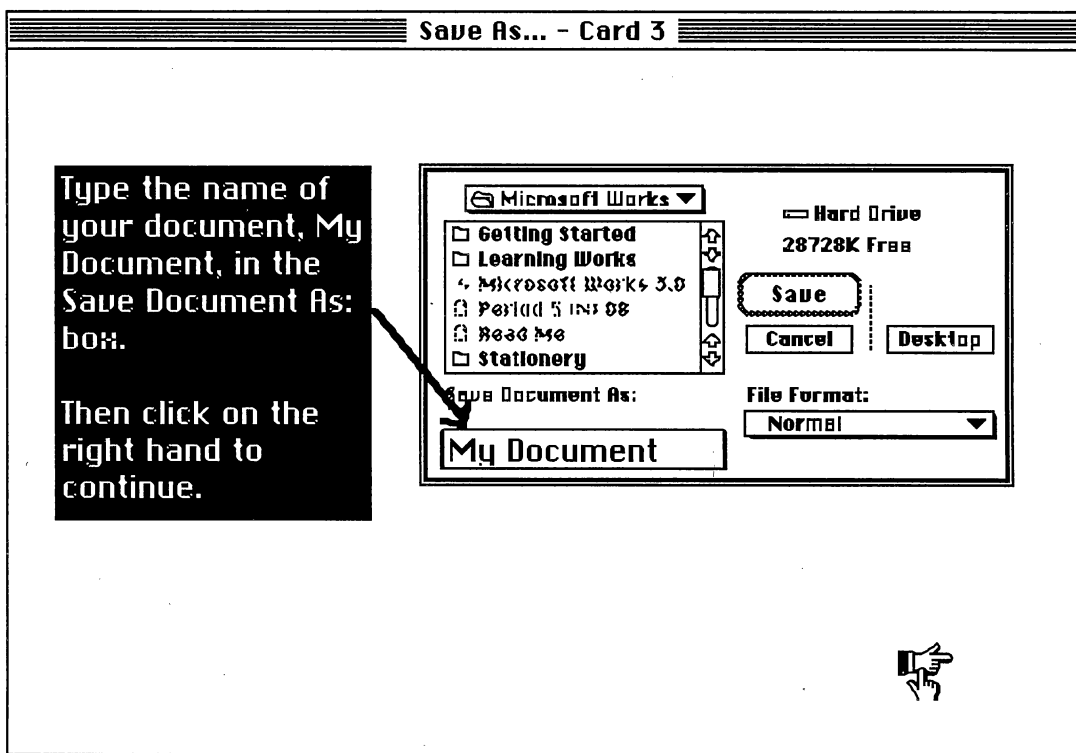 Save As... - Card 3
Type the name of
your document, My
Document, in the
Save Document As:
box.
Then click on the
right hand to
continue.
Microsoft Works
Getting Started
Learning Works
Microsoft Works 3.0
Period 5
Read Me
Stationery
Hard Drive
28728K Free
Save
Cancel
Desktop
Save Document As:
My Document
File Format:
Normal